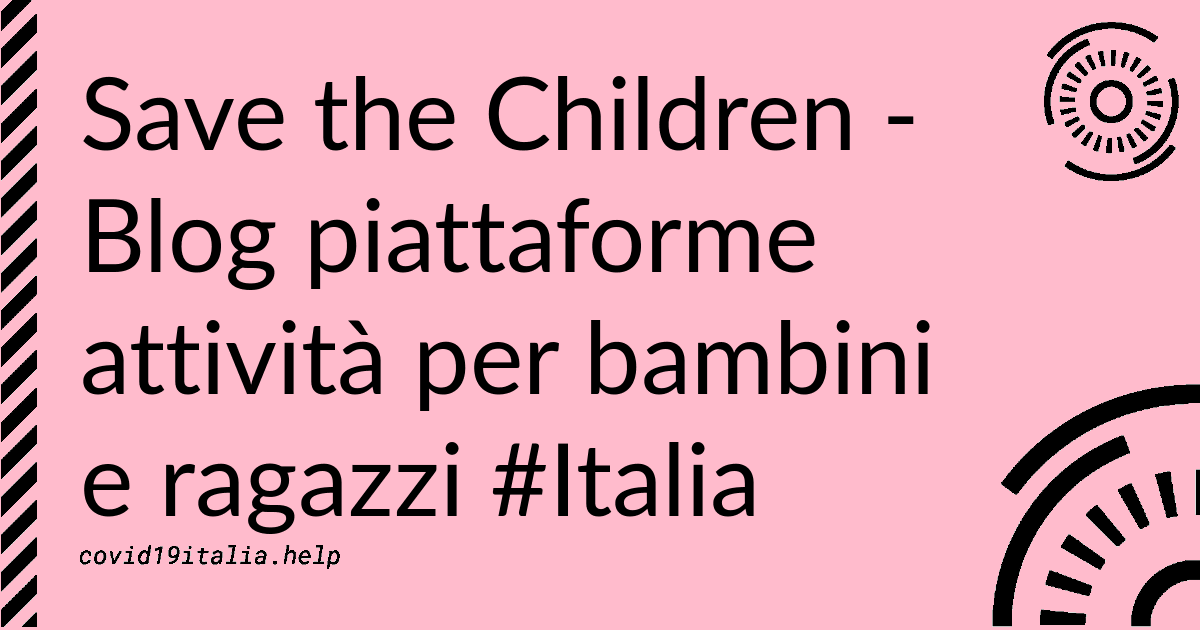 Save the Children -
Blog piattaforme
attività per bambini
e ragazzi #Italia
covid19italia.help